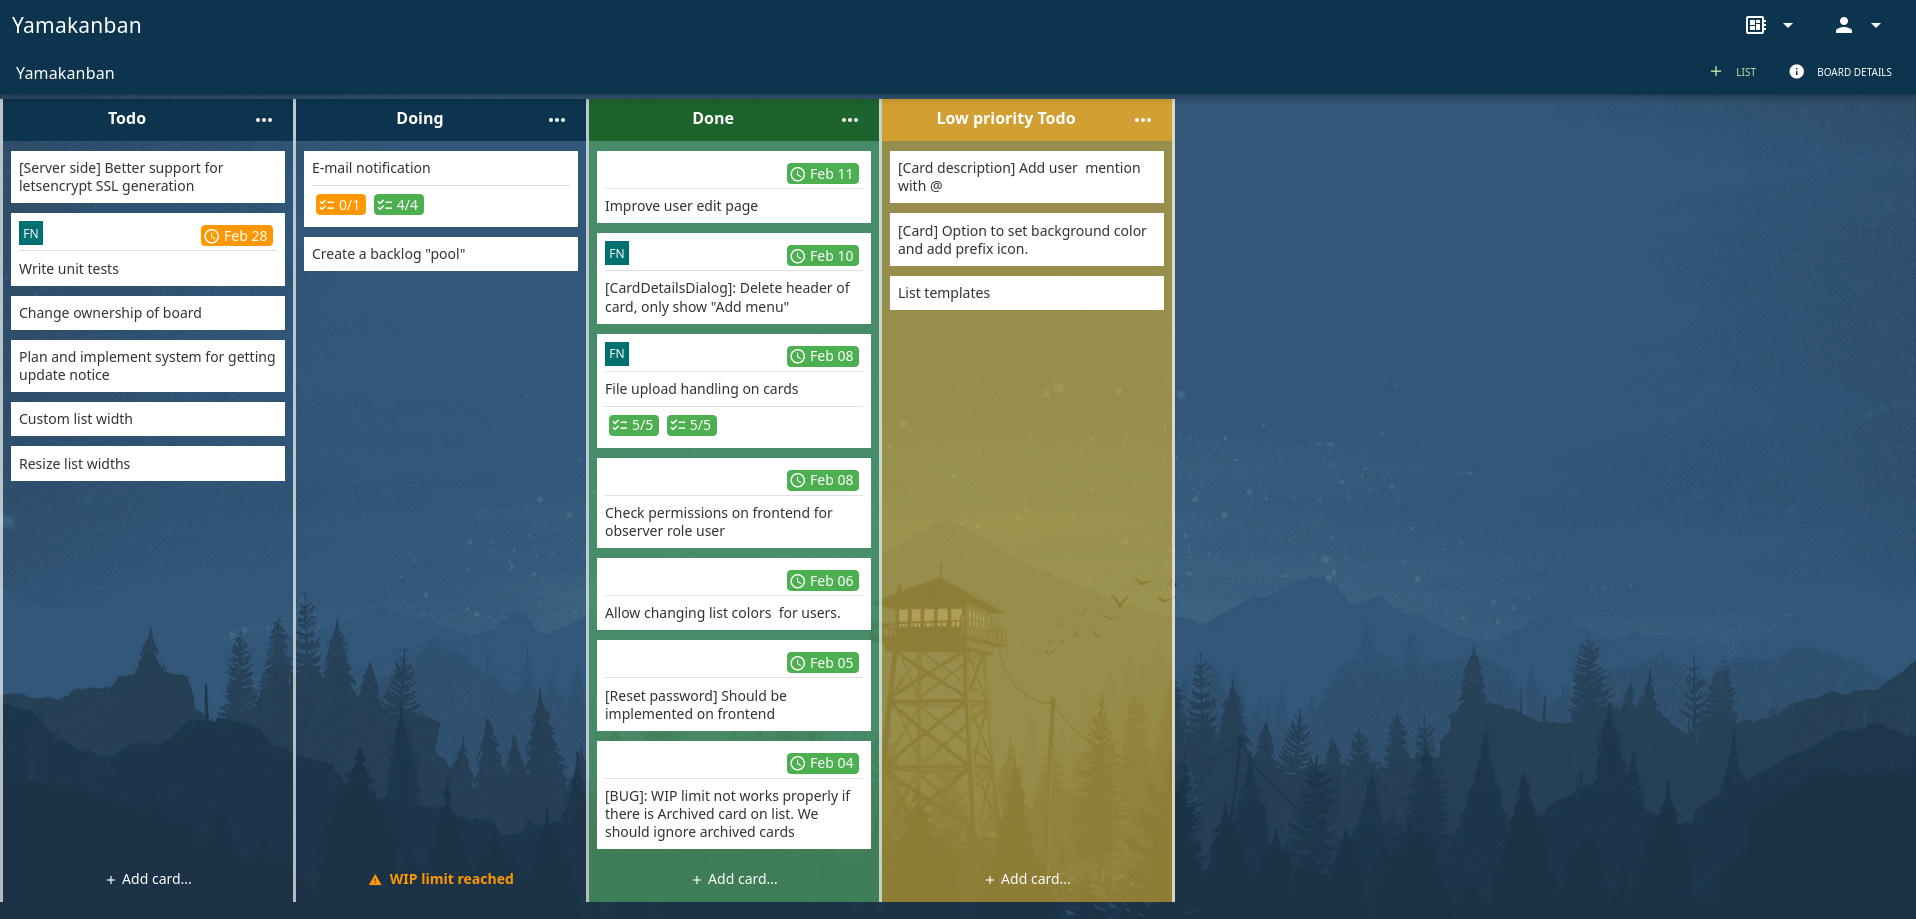 Yamakanban
Yamakanban
LIST
BOARD DETAILS
Todo
[Server side] Better support for
letsencrypt SSL generation
FN
Feb 28
Write unit tests
Change ownership of board
Plan and implement system for getting
update notice
Custom list width
Resize list widths
+ Add card...
Doing
E-mail notification
0/1
4/4
Create a backlog "pool"
WIP limit reached
Done
Feb 11
Improve user edit page
FN
Feb 10
[CardDetailsDialog]: Delete header of
card, only show "Add menu"
FN
Feb 08
File upload handling on cards
5/5
5/5
Feb 08
Check permissions on frontend for
observer role user
Feb 06
Allow changing list colors  for users.
Feb 05
[Reset password] Should be
implemented on frontend
Feb 04
[BUG]: WIP limit not works properly if
there is Archived card on list. We
should ignore archived cards
+ Add card...
Low priority Todo
[Card description] Add user  mention
with @
[Card] Option to set background color
and add prefix icon.
List templates
+ Add card...